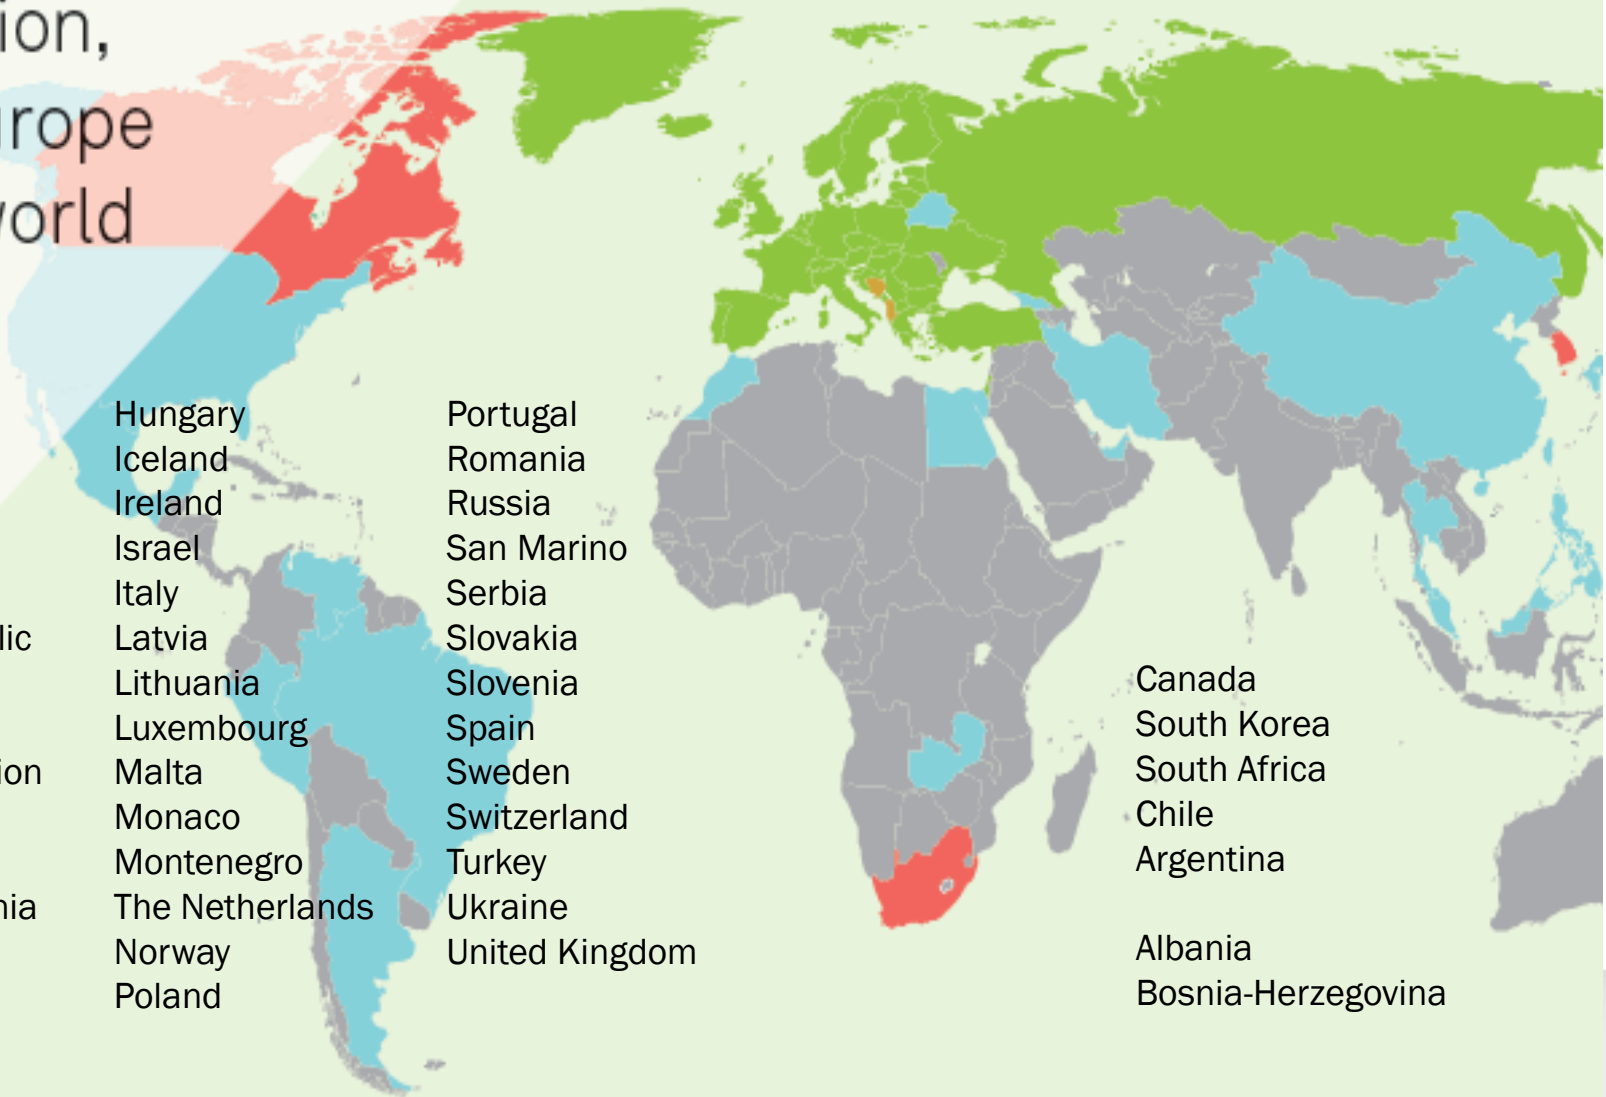 ion,
urope
world
lic
ion
nia
Hungary
Iceland
Ireland
Israel
Italy
Latvia
Lithuania
Luxembourg
Malta
Monaco
Montenegro
The Netherlands
Norway
Poland
Portugal
Romania
Russia
San Marino
Serbia
Slovakia
Slovenia
Spain
Sweden
Switzerland
Turkey
Ukraine
United Kingdom
Canada
South Korea
South Africa
Chile
Argentina
Albania
Bosnia-Herzegovina